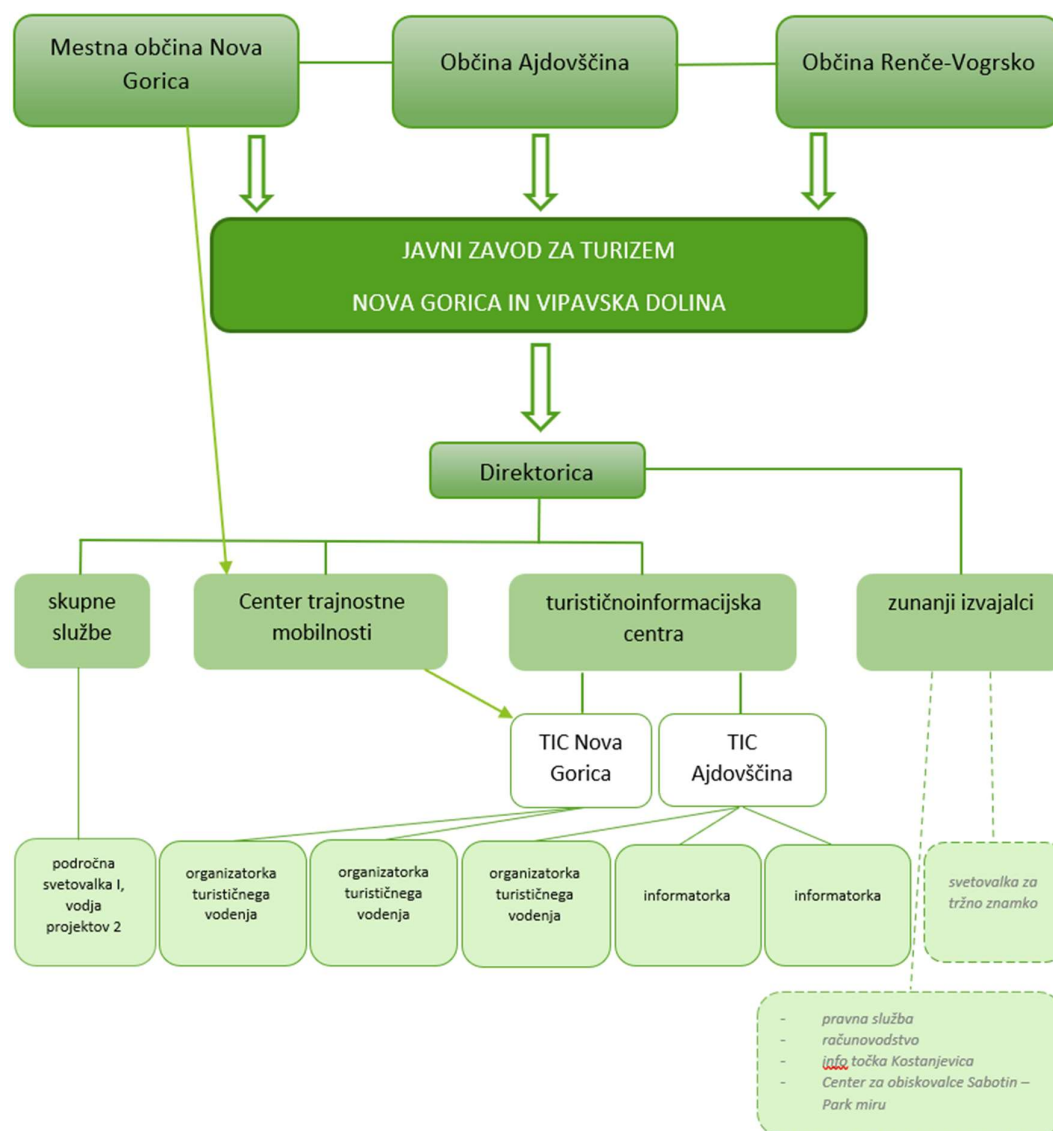 Mestna občina Nova
Gorica
Občina Ajdovščina
Občina Renče-Vogrsko
JAVNI ZAVOD ZA TURIZEM
NOVA GORICA IN VIPAVSKA DOLINA
Direktorica
skupne
službe
Center trajnostne
mobilnosti
turističnoinformacijska
centra
zunanji izvajalci
TIC Nova
Gorica
TIC
Ajdovščina
področna
svetovalka I,
vodja
projektov 2
organizatorka
turističnega
vodenja
organizatorka
turističnega
vodenja
organizatorka
turističnega
vodenja
informatorka
informatorka
svetovalka za
tržno znamko
- pravna služba
- računovodstvo
- info točka Kostanjevica
- Center za obiskovalce Sabotin –
Park miru